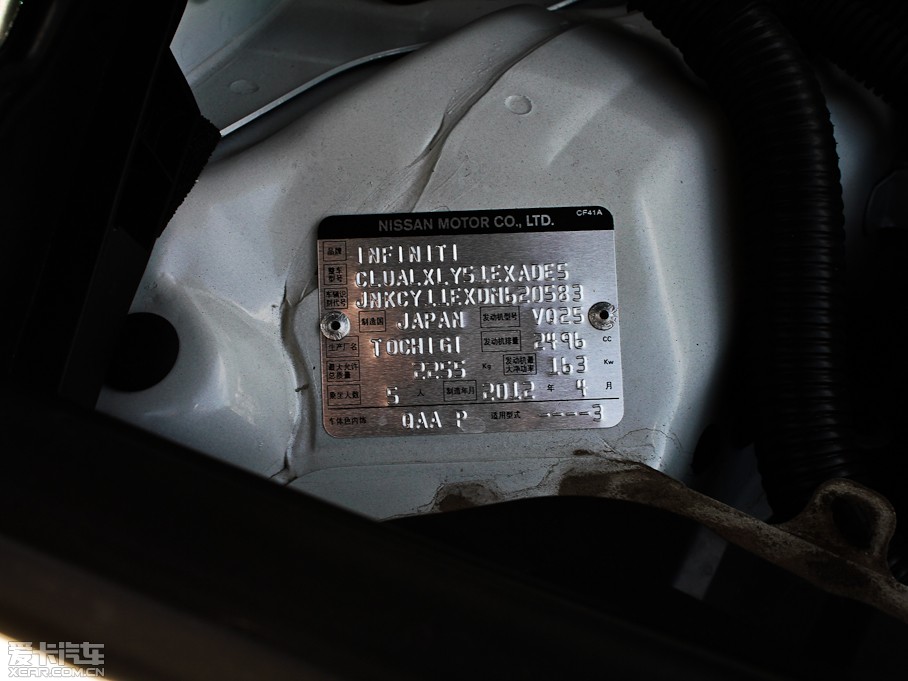 NISSAN MOTOR CO., LTD. CF41A
品牌 INFINITI
整车型号 CLUALXLY51EXADE5
车辆识别代号 JNKCY11EXDM620583
制造国 JAPAN 发动机型号 VQ25
生产厂名 TOCHIGI 发动机排量 2496 CC
最大允许总质量 2255 Kg 发动机最大净功率 163 Kw
乘坐人数 5 人 制造年月 2012 年 4 月
车体色内饰 QAA P 适用型式 ----3
爱卡汽车
XCAR.COM.CN